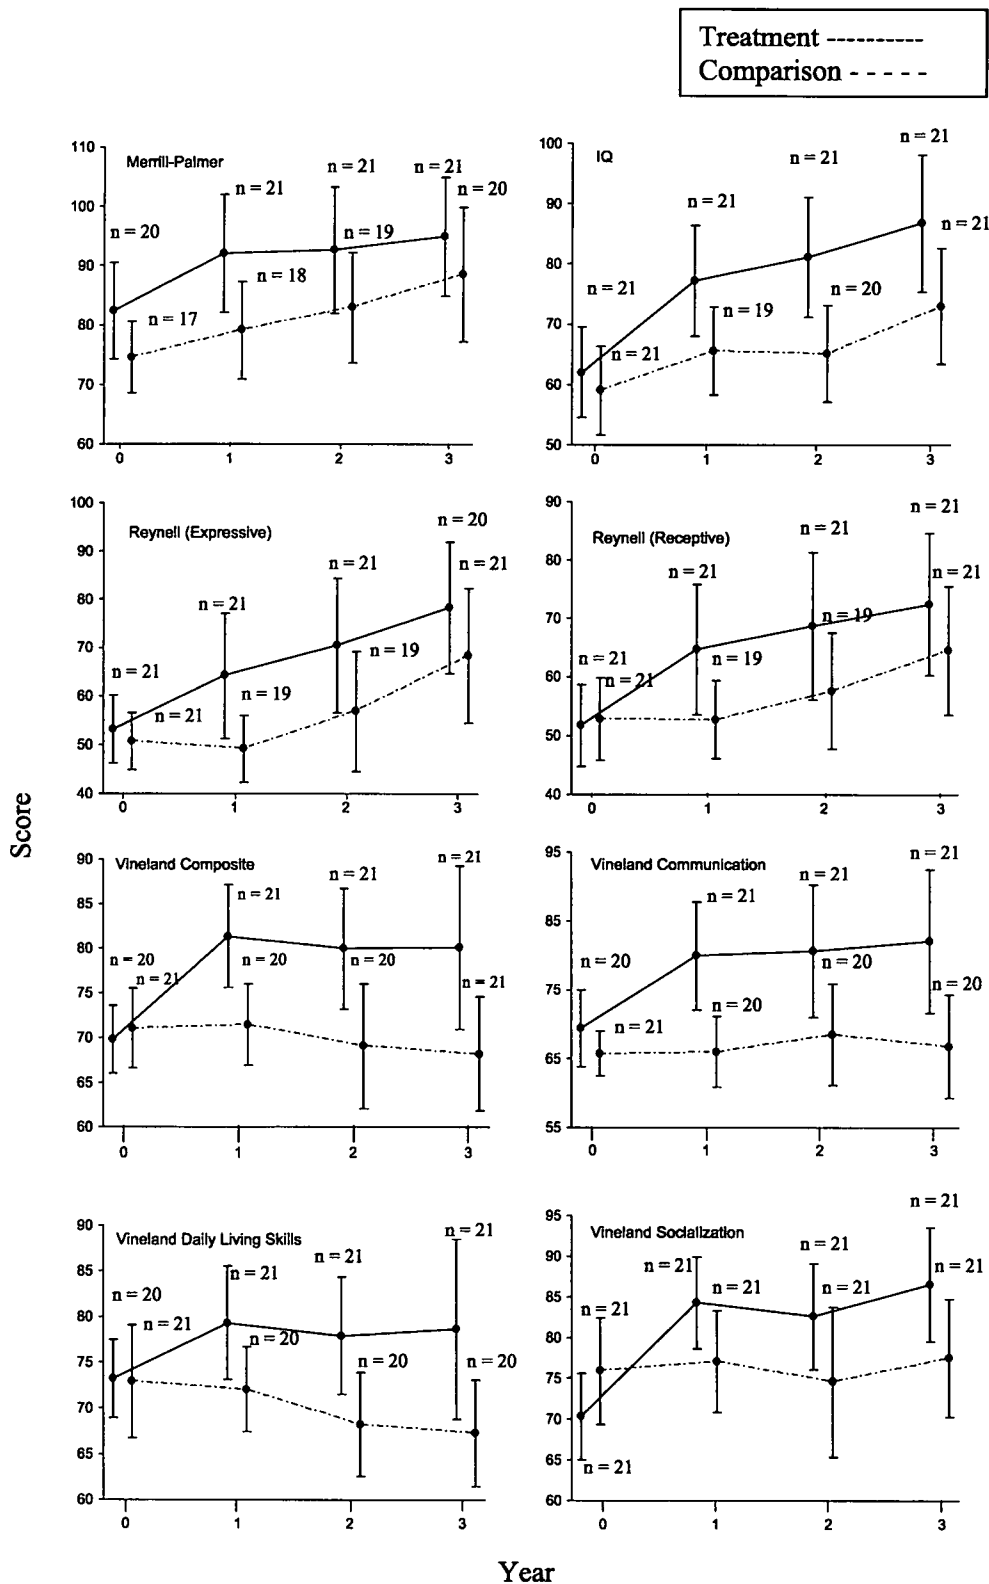 Treatment ----------
Comparison - - - - -
Merrill-Palmer
110
100
90
80
70
60
n = 20
n = 21
n = 21
n = 21
n = 20
n = 17
n = 18
n = 19
0 1 2 3
IQ
100
90
80
70
60
50
n = 21
n = 21
n = 21
n = 21
n = 21
n = 19
n = 20
n = 21
0 1 2 3
Reynell (Expressive)
100
90
80
70
60
50
40
n = 21
n = 21
n = 21
n = 20
n = 21
n = 19
n = 19
n = 21
0 1 2 3
Reynell (Receptive)
90
80
70
60
50
40
n = 21
n = 21
n = 21
n = 21
n = 21
n = 19
n = 19
n = 21
0 1 2 3
Score
Vineland Composite
90
85
80
75
70
65
60
n = 20
n = 21
n = 21
n = 21
n = 21
n = 20
n = 20
n = 21
0 1 2 3
Vineland Communication
95
85
75
65
55
n = 20
n = 21
n = 21
n = 21
n = 21
n = 20
n = 20
n = 20
0 1 2 3
Vineland Daily Living Skills
90
85
80
75
70
65
60
n = 20
n = 21
n = 21
n = 21
n = 21
n = 20
n = 20
n = 20
0 1 2 3
Vineland Socialization
95
90
85
80
75
70
65
60
n = 21
n = 21
n = 21
n = 21
n = 21
n = 21
n = 21
n = 21
0 1 2 3
Year